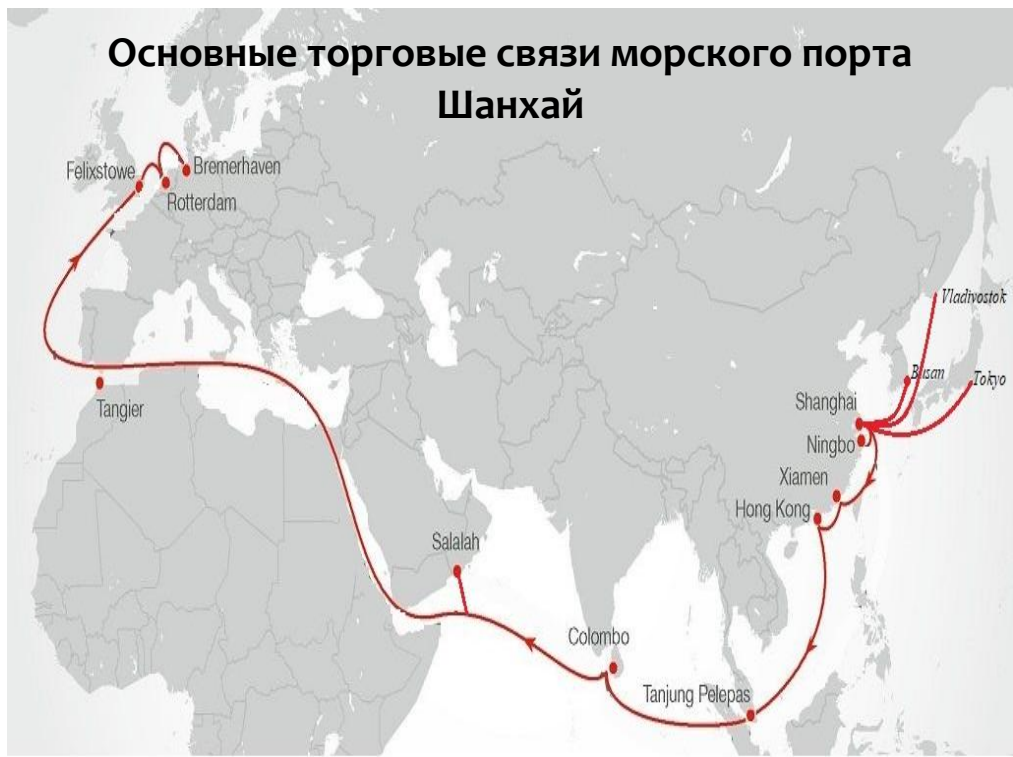 Основные торговые связи морского порта
Шанхай
Felixstowe
Bremerhaven
Rotterdam
Vladivostok
Busan
Tokyo
Tangier
Shanghai
Ningbo
Xiamen
Hong Kong
Salalah
Colombo
Tanjung Pelepas